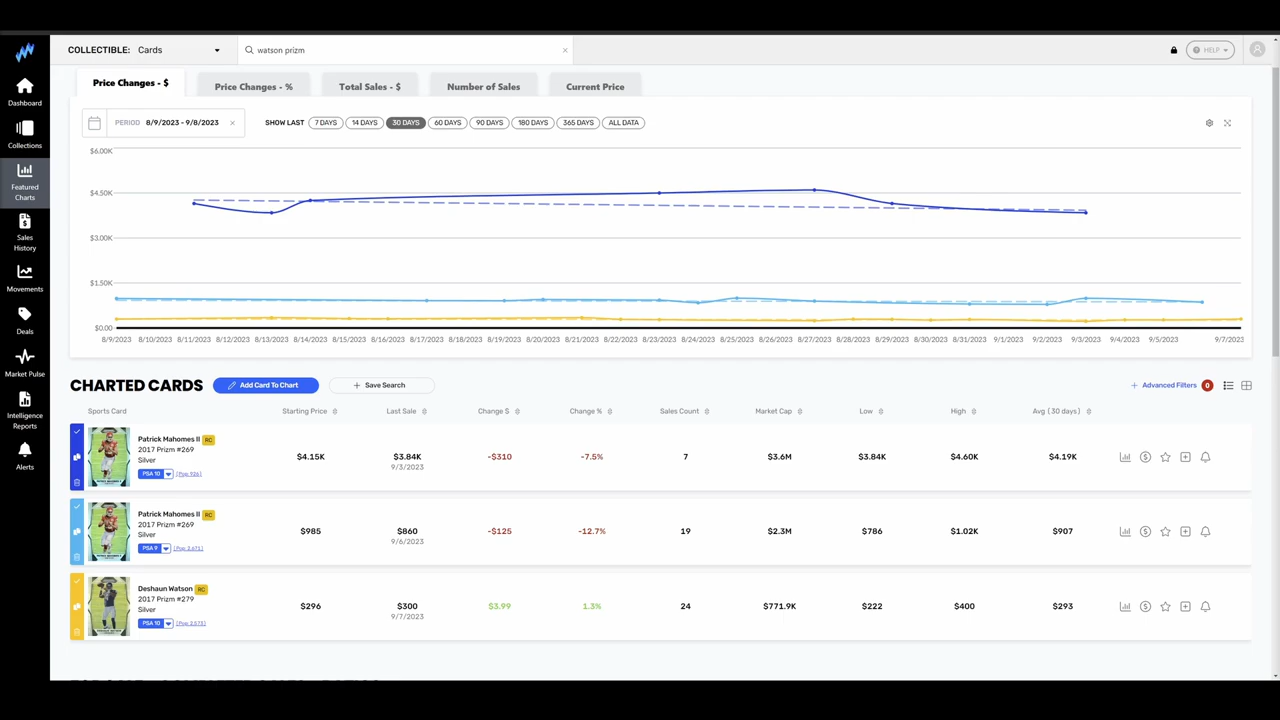 COLLECTIBLE: Cards
watson prizm
HELP
Dashboard
Collections
Featured Charts
Sales History
Movements
Deals
Market Pulse
Intelligence Reports
Alerts
Price Changes - $
Price Changes - %
Total Sales - $
Number of Sales
Current Price
PERIOD 8/9/2023 - 9/8/2023
SHOW LAST 7 DAYS 14 DAYS 30 DAYS 60 DAYS 90 DAYS 180 DAYS 365 DAYS ALL DATA
$6.00K
$4.50K
$3.00K
$1.50K
$0.00
8/9/2023 8/10/2023 8/11/2023 8/12/2023 8/13/2023 8/14/2023 8/15/2023 8/16/2023 8/17/2023 8/18/2023 8/19/2023 8/20/2023 8/21/2023 8/22/2023 8/23/2023 8/24/2023 8/25/2023 8/26/2023 8/27/2023 8/28/2023 8/29/2023 8/30/2023 8/31/2023 9/1/2023 9/2/2023 9/3/2023 9/4/2023 9/5/2023 9/7/2023
CHARTED CARDS
Add Card To Chart
+ Save Search
+ Advanced Filters 0
Sports Card Starting Price Last Sale Change $ Change % Sales Count Market Cap Low High Avg (30 days)
Patrick Mahomes II RC
2017 Prizm #269
Silver
PSA 10 (Pop 926)
$4.15K $3.84K -$310 -7.5% 7 $3.6M $3.84K $4.60K $4.19K
9/3/2023
Patrick Mahomes II RC
2017 Prizm #269
Silver
PSA 9 (Pop 2,671)
$985 $860 -$125 -12.7% 19 $2.3M $786 $1.02K $907
9/6/2023
Deshaun Watson RC
2017 Prizm #279
Silver
PSA 10
$296 $300 $3.99 1.3% 24 $771.9K $222 $400 $293
9/7/2023